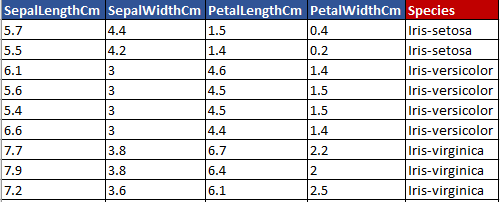 SepalLengthCm SepalWidthCm PetalLengthCm PetalWidthCm Species
5.7 4.4 1.5 0.4 Iris-setosa
5.5 4.2 1.4 0.2 Iris-setosa
6.1 3 4.6 1.4 Iris-versicolor
5.6 3 4.5 1.5 Iris-versicolor
5.4 3 4.5 1.5 Iris-versicolor
6.6 3 4.4 1.4 Iris-versicolor
7.7 3.8 6.7 2.2 Iris-virginica
7.9 3.8 6.4 2 Iris-virginica
7.2 3.6 6.1 2.5 Iris-virginica